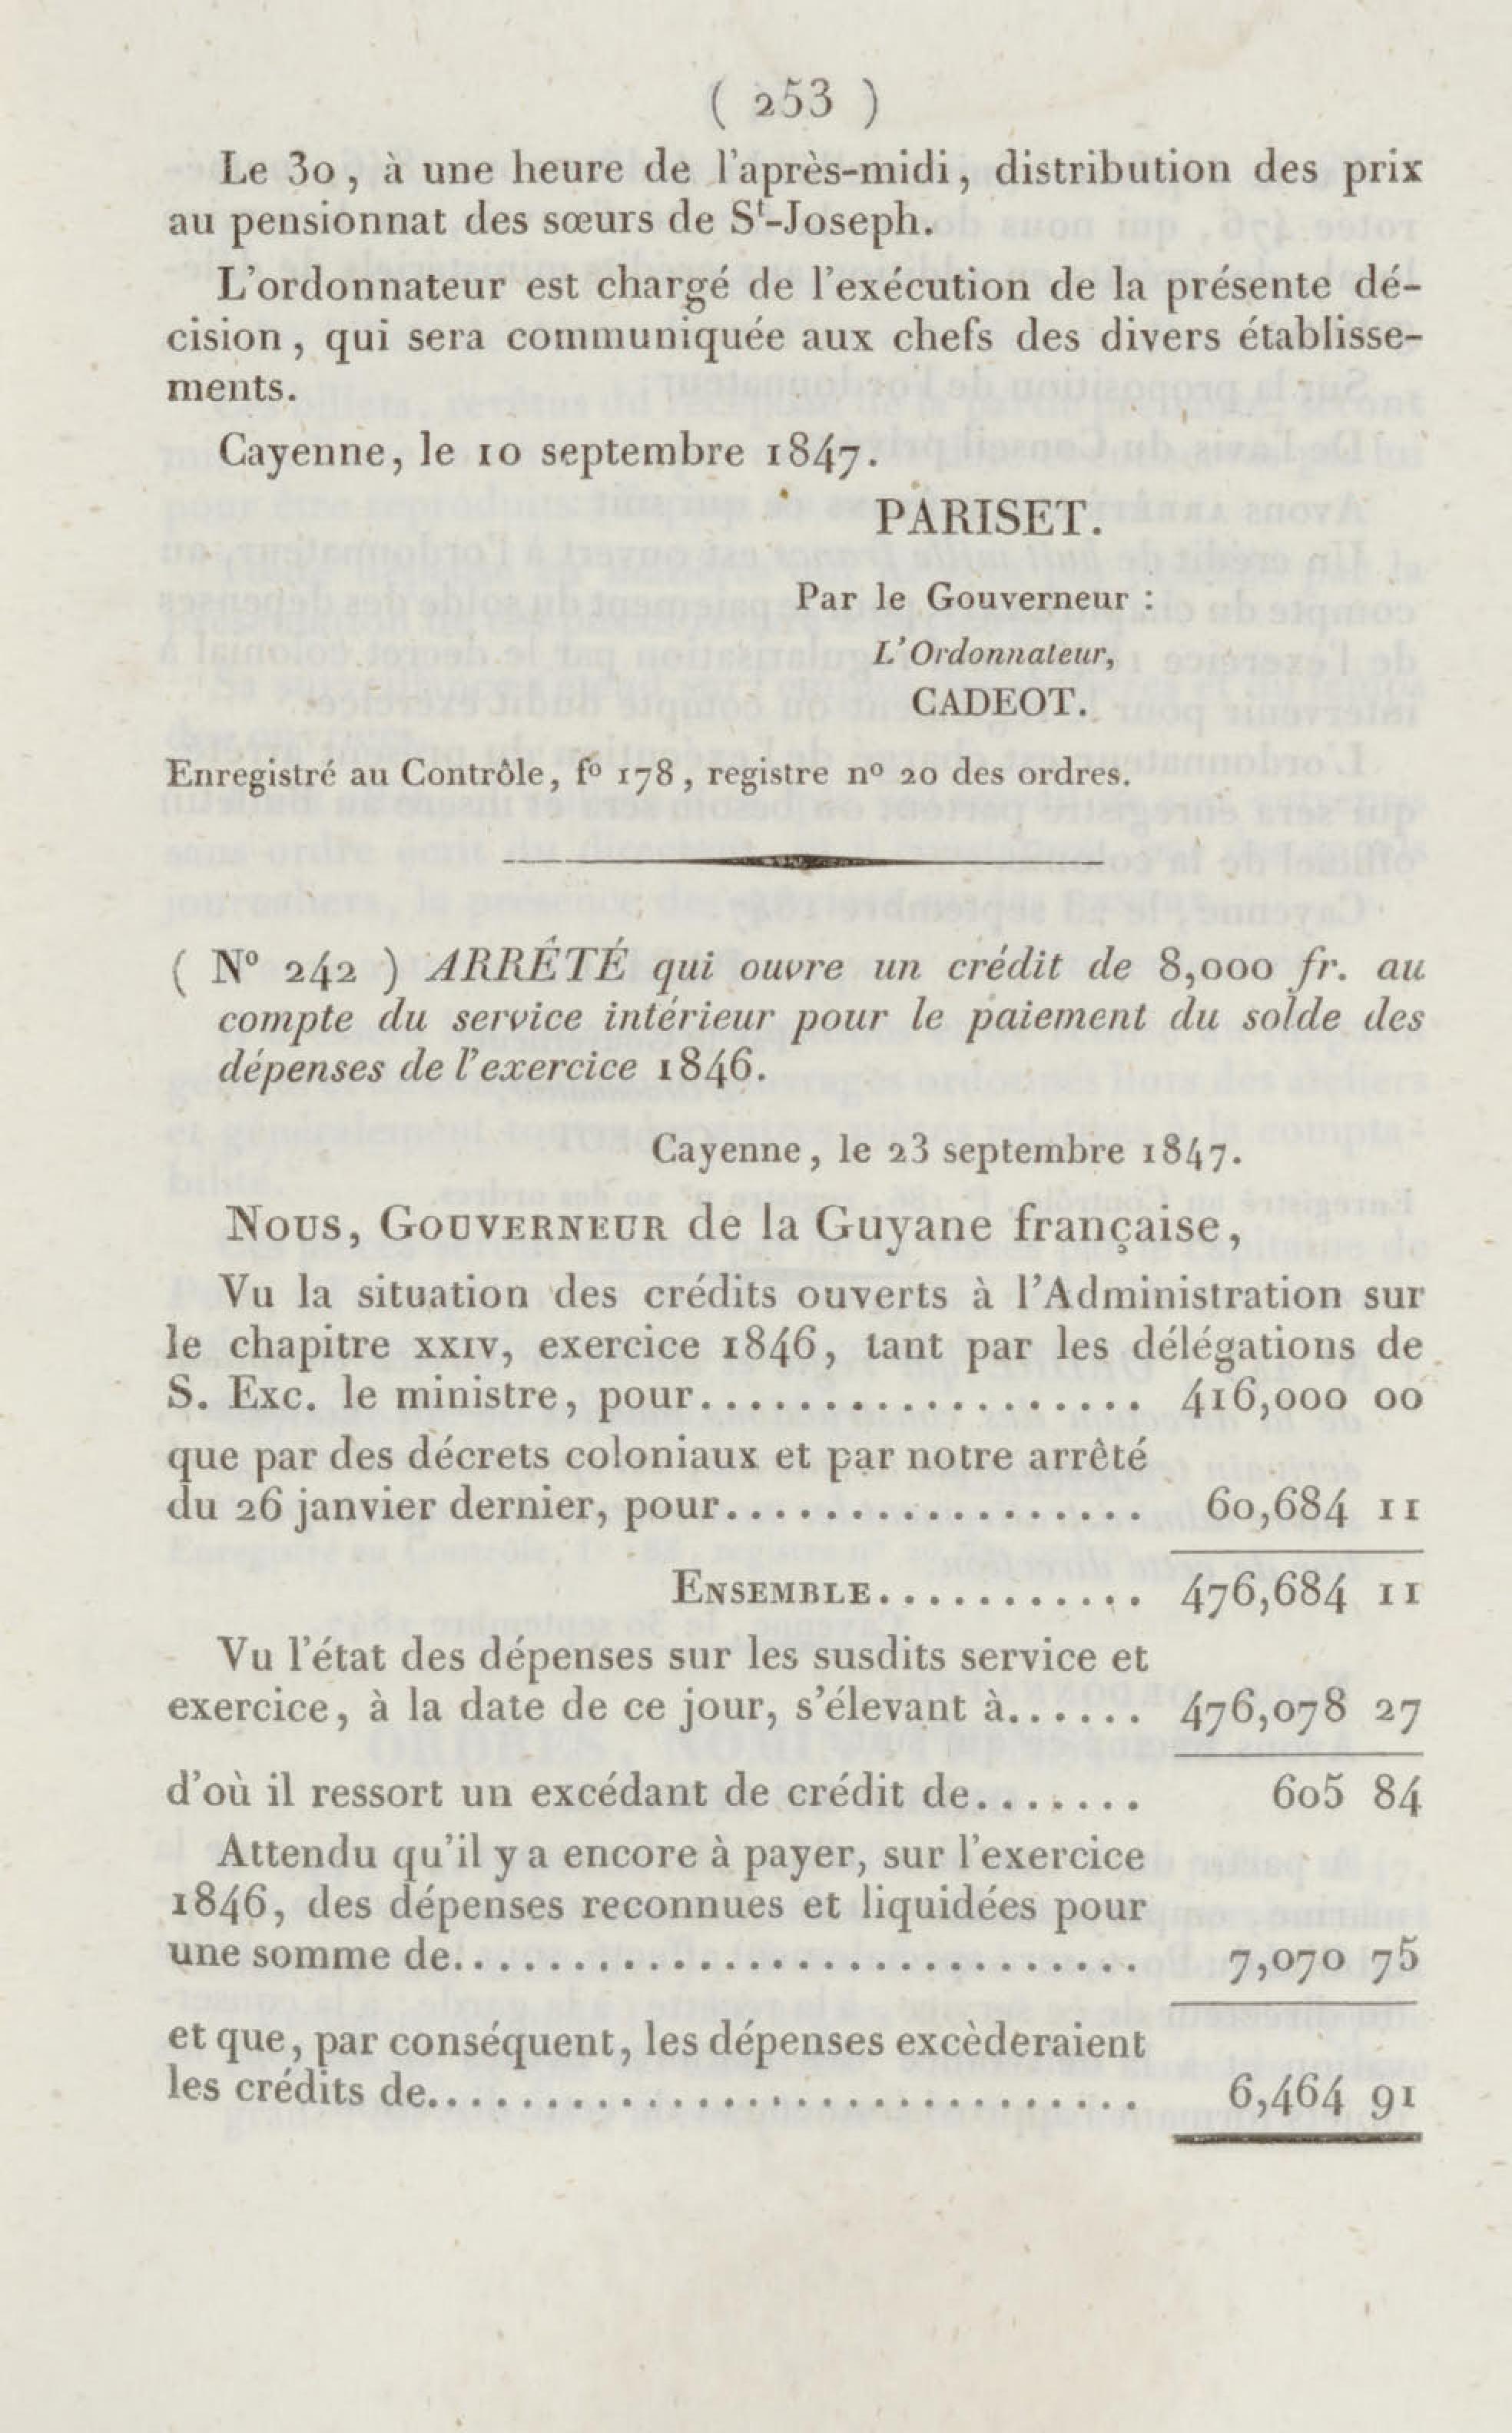 ( 253 )
Le 30, à une heure de l'après-midi, distribution des prix
au pensionnat des sœurs de St-Joseph.
L'ordonnateur est chargé de l'exécution de la présente dé-
cision, qui sera communiquée aux chefs des divers établisse-
ments.
Cayenne, le 10 septembre 1847.
PARISET.
Par le Gouverneur :
L'Ordonnateur,
CADEOT.
Enregistré au Contrôle, fo 178, registre no 20 des ordres.
( No 242 ) ARRÊTÉ qui ouvre un crédit de 8,000 fr. au
compte du service intérieur pour le paiement du solde des
dépenses de l'exercice 1846.
Cayenne, le 23 septembre 1847.
Nous, Gouverneur de la Guyane française,
Vu la situation des crédits ouverts à l'Administration sur
le chapitre xxiv, exercice 1846, tant par les délégations de
S. Exc. le ministre, pour.................. 416,000 00
que par des décrets coloniaux et par notre arrêté
du 26 janvier dernier, pour................. 60,684 11
Ensemble........... 476,684 11
Vu l'état des dépenses sur les susdits service et
exercice, à la date de ce jour, s'élevant à...... 476,078 27
d'où il ressort un excédant de crédit de....... 605 84
Attendu qu'il y a encore à payer, sur l'exercice
1846, des dépenses reconnues et liquidées pour
une somme de............................ 7,070 75
et que, par conséquent, les dépenses excèderaient
les crédits de............................. 6,464 91